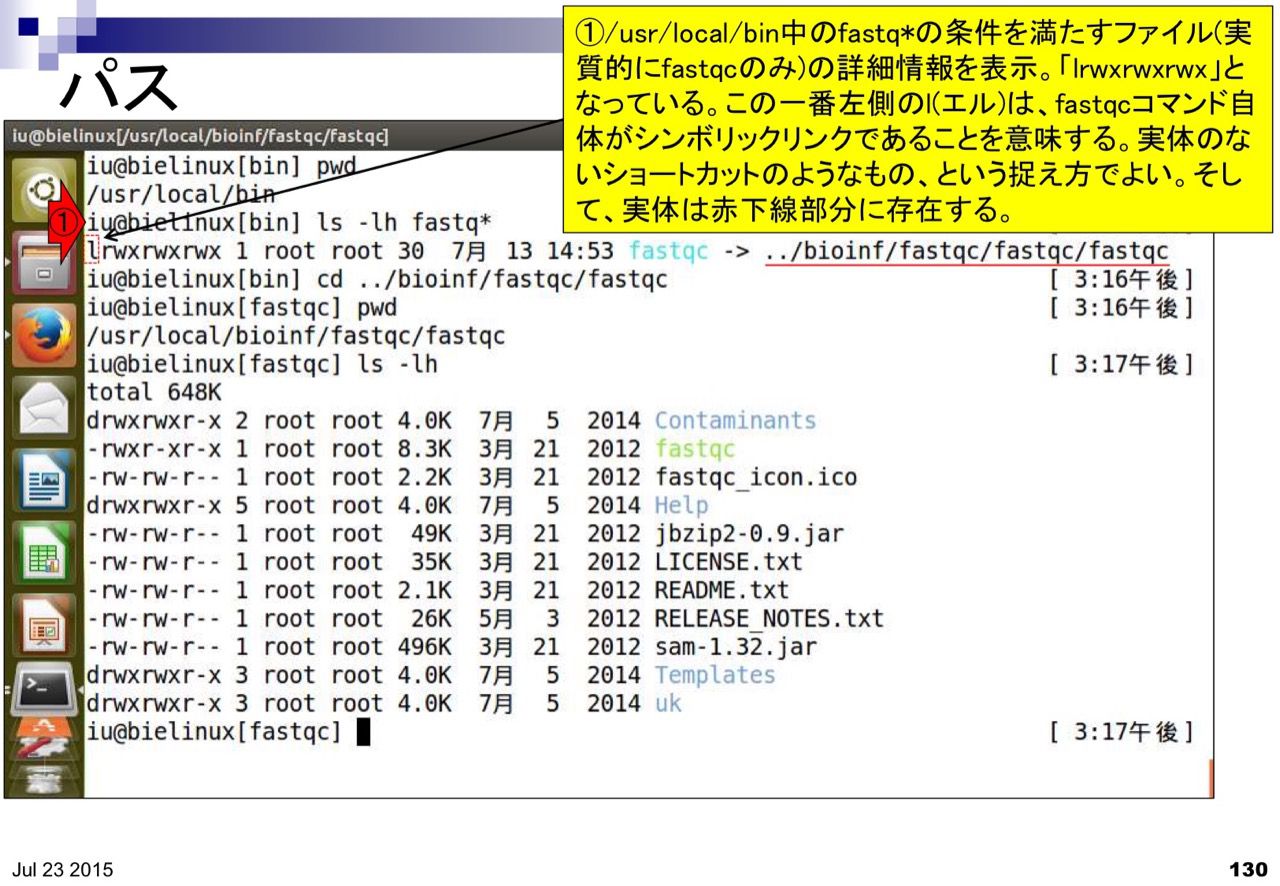 ①/usr/local/bin中のfastq*の条件を満たすファイル(実
質的にfastqcのみ)の詳細情報を表示。「lrwxrwxrwx」と
なっている。この一番左側のl(エル)は、fastqcコマンド自
体がシンボリックリンクであることを意味する。実体のな
いショートカットのようなもの、という捉え方でよい。そし
て、実体は赤下線部分に存在する。
パス
iu@bielinux[/usr/local/bioinf/fastqc/fastqc]
iu@bielinux[bin] pwd
/usr/local/bin
①
iu@bielinux[bin] ls -lh fastq*
lrwxrwxrwx 1 root root 30 7月 13 14:53 fastqc -> ../bioinf/fastqc/fastqc/fastqc
iu@bielinux[bin] cd ../bioinf/fastqc/fastqc [ 3:16午後]
iu@bielinux[fastqc] pwd [ 3:16午後]
/usr/local/bioinf/fastqc/fastqc
iu@bielinux[fastqc] ls -lh [ 3:17午後]
total 648K
drwxrwxr-x 2 root root 4.0K 7月 5 2014 Contaminants
-rwxr-xr-x 1 root root 8.3K 3月 21 2012 fastqc
-rw-rw-r-- 1 root root 2.2K 3月 21 2012 fastqc_icon.ico
drwxrwxr-x 5 root root 4.0K 7月 5 2014 Help
-rw-rw-r-- 1 root root 49K 3月 21 2012 jbzip2-0.9.jar
-rw-rw-r-- 1 root root 35K 3月 21 2012 LICENSE.txt
-rw-rw-r-- 1 root root 2.1K 3月 21 2012 README.txt
-rw-rw-r-- 1 root root 26K 5月 3 2012 RELEASE_NOTES.txt
-rw-rw-r-- 1 root root 496K 3月 21 2012 sam-1.32.jar
drwxrwxr-x 3 root root 4.0K 7月 5 2014 Templates
drwxrwxr-x 3 root root 4.0K 7月 5 2014 uk
iu@bielinux[fastqc] [ 3:17午後]
Jul 23 2015
130